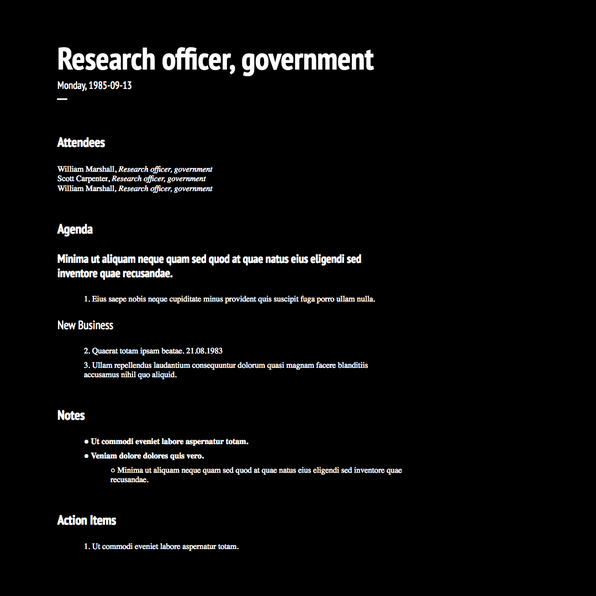 Research officer, government
Monday, 1985-09-13
—
Attendees
William Marshall, Research officer, government
Scott Carpenter, Research officer, government
William Marshall, Research officer, government
Agenda
Minima ut aliquam neque quam sed quod at quae natus eius eligendi sed
inventore quae recusandae.
1. Eius saepe nobis neque cupiditate minus provident quis suscipit fuga porro ullam nulla.
New Business
2. Quaerat totam ipsam beatae. 21.08.1983
3. Ullam repellendus laudantium consequuntur dolorum quasi magnam facere blanditiis
accusamus nihil quo aliquid.
Notes
● Ut commodi eveniet labore aspernatur totam.
● Veniam dolore dolores quis vero.
○ Minima ut aliquam neque quam sed quod at quae natus eius eligendi sed inventore quae
recusandae.
Action Items
1. Ut commodi eveniet labore aspernatur totam.